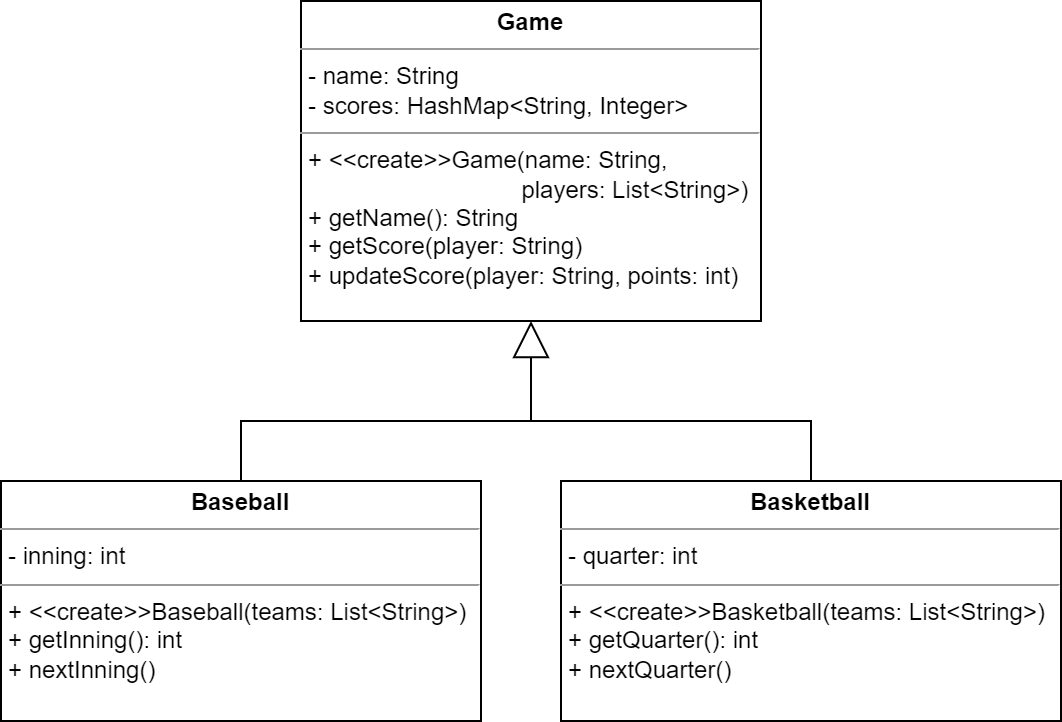 Game
- name: String
- scores: HashMap<String, Integer>
+ <<create>>Game(name: String,
players: List<String>)
+ getName(): String
+ getScore(player: String)
+ updateScore(player: String, points: int)
Baseball
- inning: int
+ <<create>>Baseball(teams: List<String>)
+ getInning(): int
+ nextInning()
Basketball
- quarter: int
+ <<create>>Basketball(teams: List<String>)
+ getQuarter(): int
+ nextQuarter()